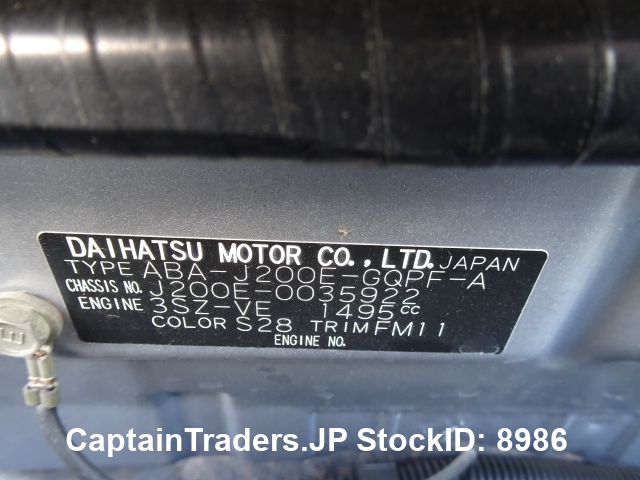 DAIHATSU MOTOR CO., LTD. JAPAN
TYPE ABA-J200E-GQPF-A
CHASSIS NO. J200E-0035922
ENGINE 3SZ-VE 1495cc
COLOR S28 TRIM FM11
ENGINE NO.
CaptainTraders.JP StockID: 8986